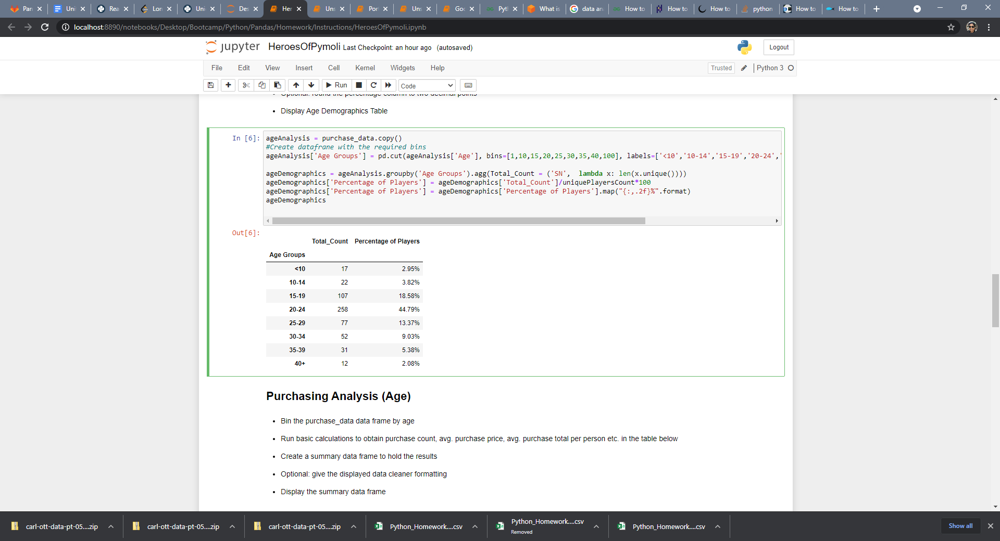 Pan
Uni
Rea
Lon
Uni
Des
Her
Uns
Por
Uns
Goo
Pyt
What is
data an
How to
How to
How to
python
How to
How to
localhost:8890/notebooks/Desktop/Bootcamp/Python/Pandas/Homework/Instructions/HeroesOfPymoli.ipynb
jupyter HeroesOfPymoli Last Checkpoint: an hour ago (autosaved)
Logout
File Edit View Insert Cell Kernel Widgets Help
Trusted Python 3
Run Code
Optional: round the percentage column to two decimal points
Display Age Demographics Table
In [6]:
ageAnalysis = purchase_data.copy()
#Create datafrane with the required bins
ageAnalysis['Age Groups'] = pd.cut(ageAnalysis['Age'], bins=[1,10,15,20,25,30,35,40,100], labels=['<10','10-14','15-19','20-24','
ageDemographics = ageAnalysis.groupby('Age Groups').agg(Total_Count = ('SN',  lambda x: len(x.unique())))
ageDemographics['Percentage of Players'] = ageDemographics['Total_Count']/uniquePlayersCount*100
ageDemographics['Percentage of Players'] = ageDemographics['Percentage of Players'].map("{:,.2f}%".format)
ageDemographics
Out[6]:
Total_Count Percentage of Players
Age Groups
<10 17 2.95%
10-14 22 3.82%
15-19 107 18.58%
20-24 258 44.79%
25-29 77 13.37%
30-34 52 9.03%
35-39 31 5.38%
40+ 12 2.08%
Purchasing Analysis (Age)
Bin the purchase_data data frame by age
Run basic calculations to obtain purchase count, avg. purchase price, avg. purchase total per person etc. in the table below
Create a summary data frame to hold the results
Optional: give the displayed data cleaner formatting
Display the summary data frame
carl-ott-data-pt-05....zip
carl-ott-data-pt-05....zip
carl-ott-data-pt-05....zip
Python_Homework....csv
Python_Homework....csv
Removed
Python_Homework....csv
Show all